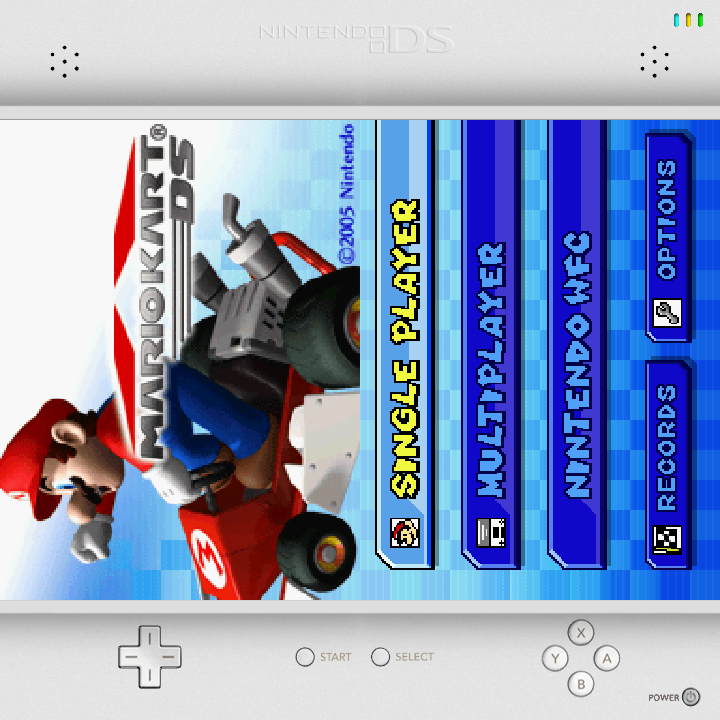 NINTENDO DS
MARIOKART®
DS
©2005 Nintendo
SINGLE PLAYER
MULTIPLAYER
NINTENDO WFC
RECORDS
OPTIONS
M
START
SELECT
X
Y
A
B
POWER